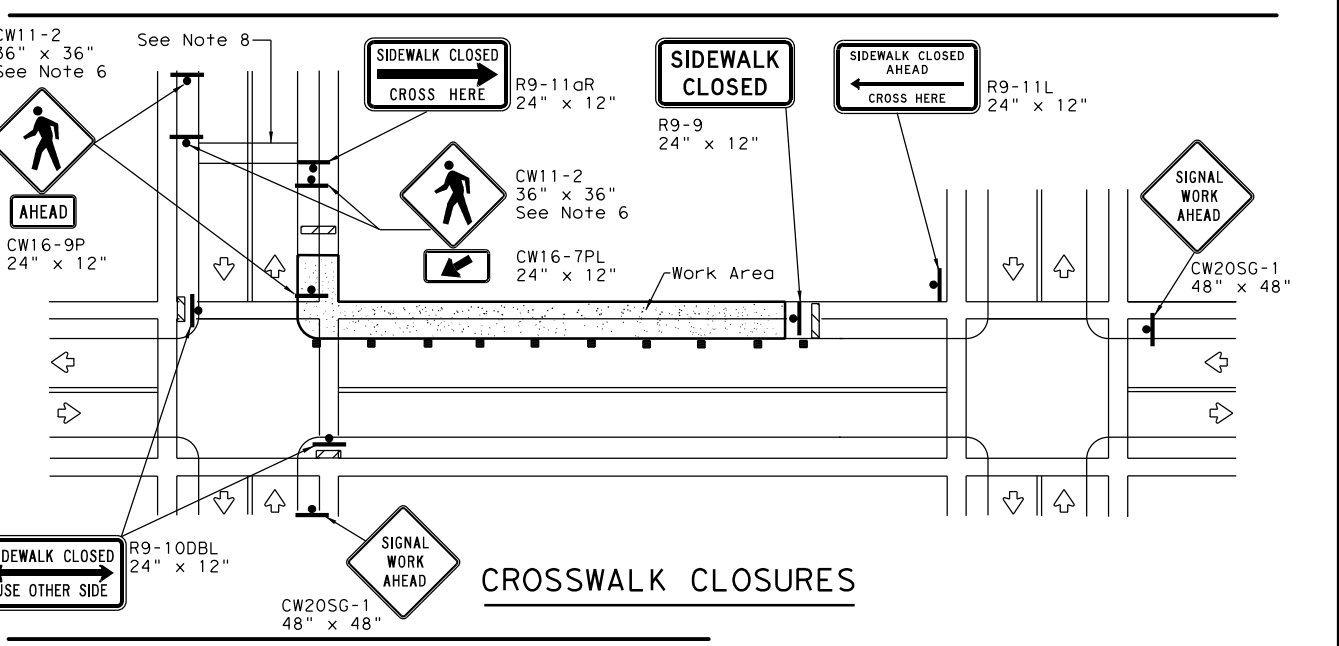 CW11-2
36" x 36"
See Note 6
AHEAD
CW16-9P
24" x 12"
See Note 8
SIDEWALK CLOSED
CROSS HERE
R9-11aR
24" x 12"
CW11-2
36" x 36"
See Note 6
CW16-7PL
24" x 12"
SIDEWALK
CLOSED
R9-9
24" x 12"
Work Area
SIDEWALK CLOSED
AHEAD
CROSS HERE
R9-11L
24" x 12"
SIGNAL
WORK
AHEAD
CW20SG-1
48" x 48"
DEWALK CLOSED
USE OTHER SIDE
R9-10DBL
24" x 12"
SIGNAL
WORK
AHEAD
CW20SG-1
48" x 48"
CROSSWALK CLOSURES